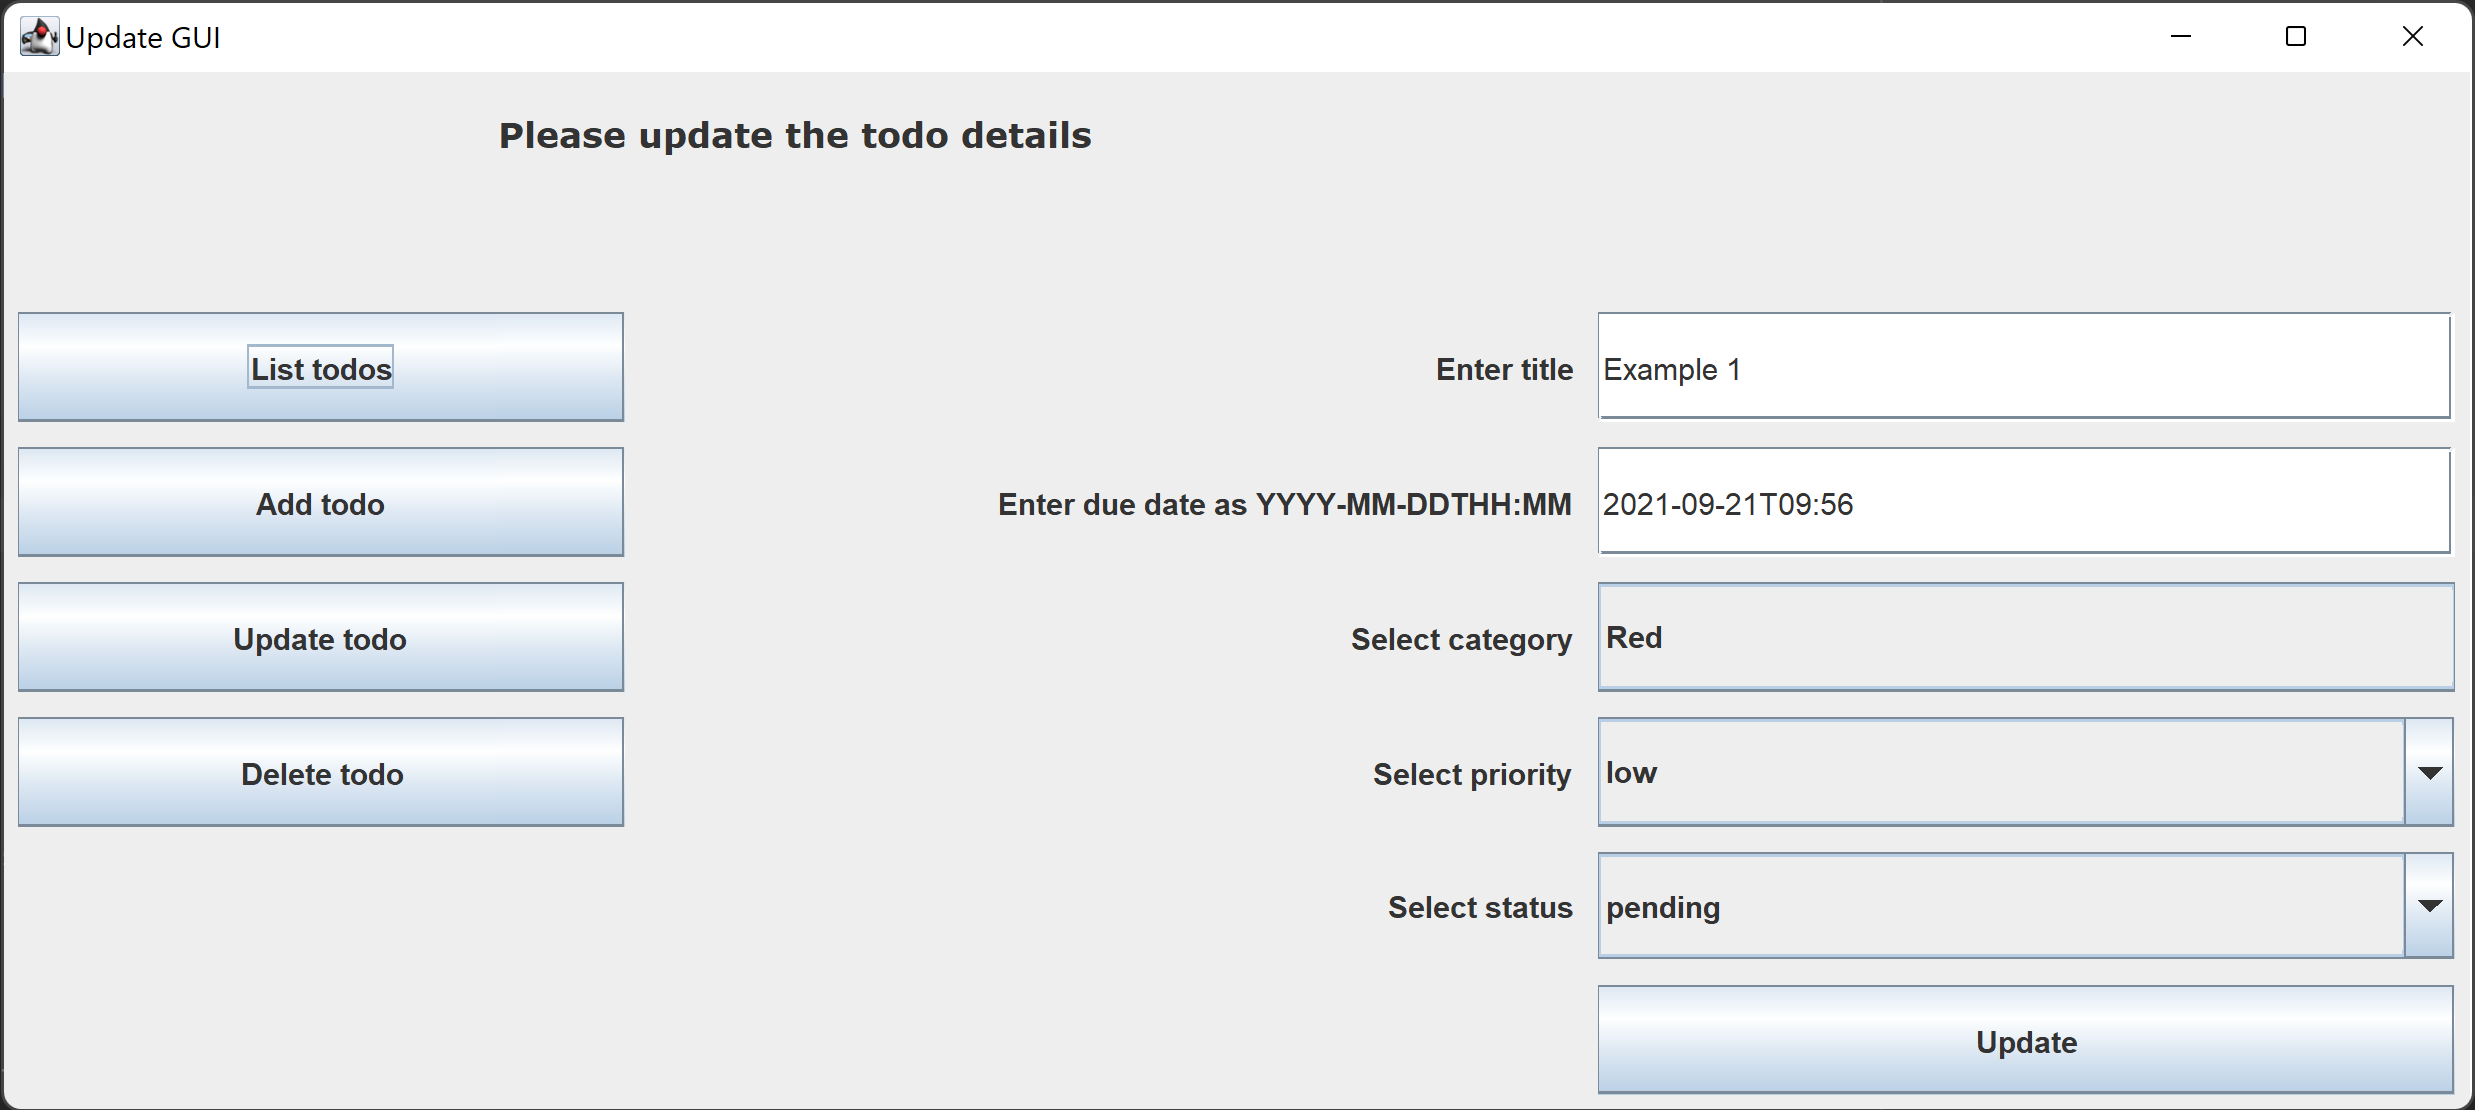 Update GUI
Please update the todo details
List todos
Enter title
Example 1
Add todo
Enter due date as YYYY-MM-DDTHH:MM
2021-09-21T09:56
Update todo
Select category
Red
Delete todo
Select priority
low
Select status
pending
Update